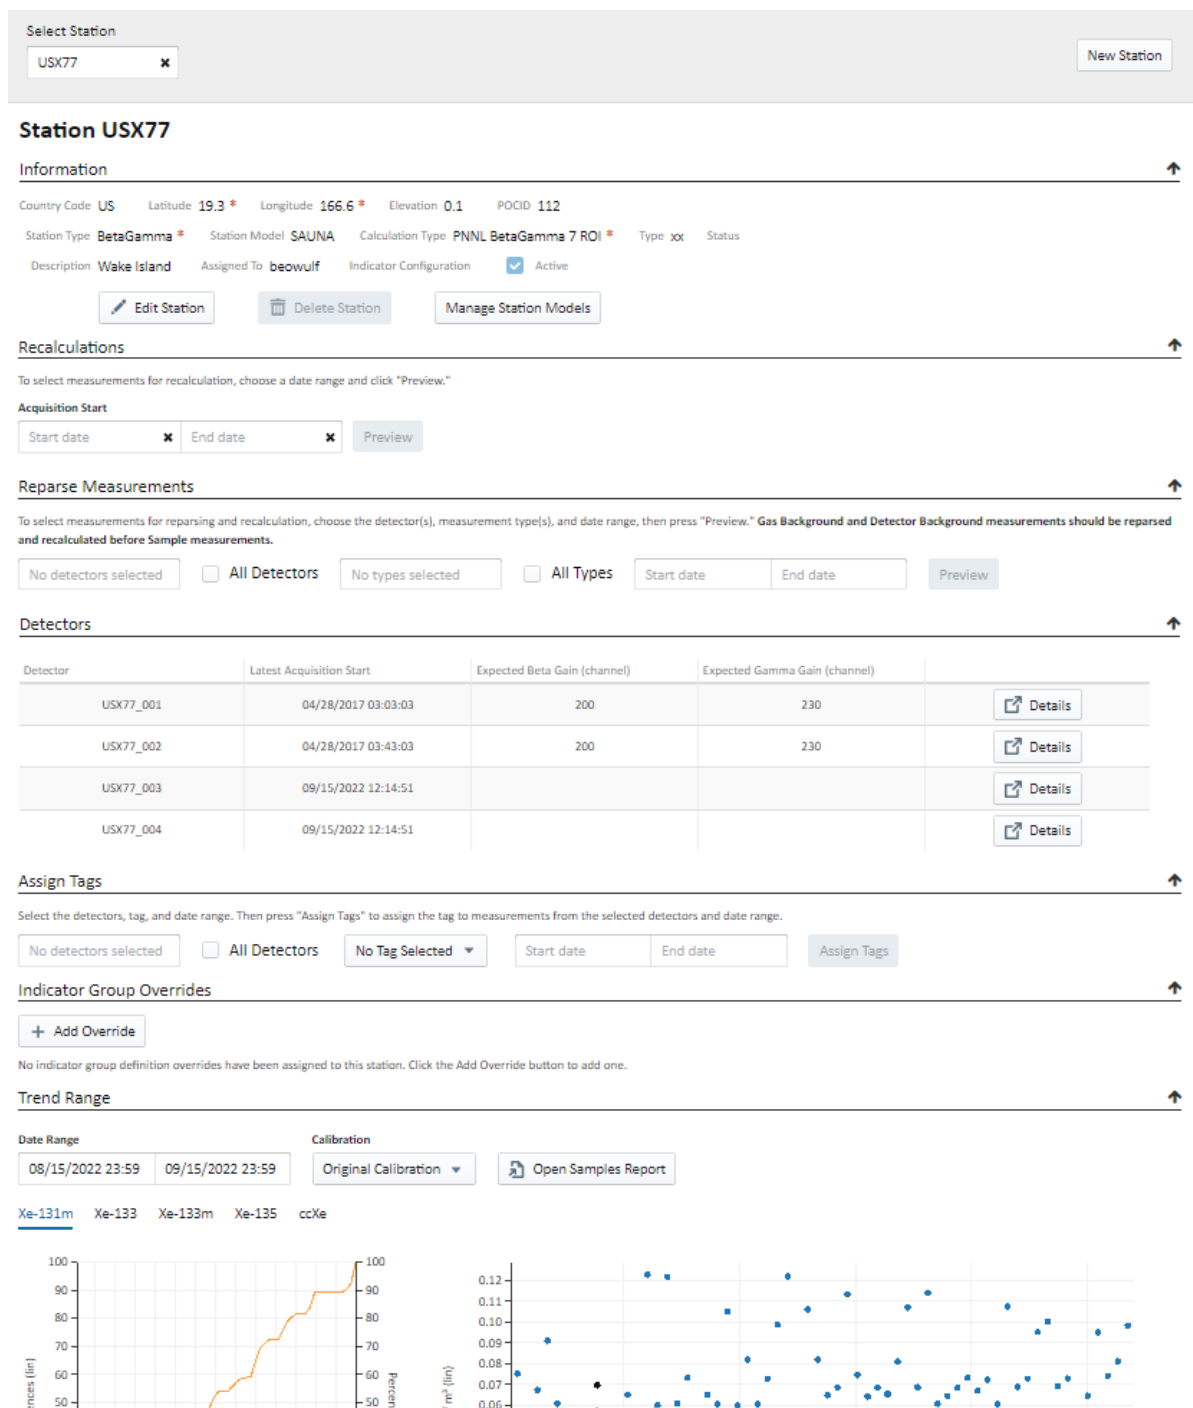 Select Station
USX77
New Station
Station USX77
Information
Country Code US Latitude 19.3 * Longitude 166.6 * Elevation 0.1 POCID 112
Station Type BetaGamma * Station Model SAUNA Calculation Type PNNL BetaGamma 7 ROI * Type xx Status
Description Wake Island Assigned To beowulf Indicator Configuration Active
Edit Station Delete Station Manage Station Models
Recalculations
To select measurements for recalculation, choose a date range and click "Preview."
Acquisition Start
Start date End date Preview
Reparse Measurements
To select measurements for reparsing and recalculation, choose the detector(s), measurement type(s), and date range, then press "Preview." Gas Background and Detector Background measurements should be reparsed
and recalculated before Sample measurements.
No detectors selected All Detectors No types selected All Types Start date End date Preview
Detectors
Detector Latest Acquisition Start Expected Beta Gain (channel) Expected Gamma Gain (channel)
USX77_001 04/28/2017 03:03:03 200 230 Details
USX77_002 04/28/2017 03:43:03 200 230 Details
USX77_003 09/15/2022 12:14:51 Details
USX77_004 09/15/2022 12:14:51 Details
Assign Tags
Select the detectors, tag, and date range. Then press "Assign Tags" to assign the tag to measurements from the selected detectors and date range.
No detectors selected All Detectors No Tag Selected Start date End date Assign Tags
Indicator Group Overrides
+ Add Override
No indicator group definition overrides have been assigned to this station. Click the Add Override button to add one.
Trend Range
Date Range Calibration
08/15/2022 23:59 09/15/2022 23:59 Original Calibration Open Samples Report
Xe-131m Xe-133 Xe-133m Xe-135 ccXe
100 100
90 90
80 80
70 70
60 60
50 50
(lin)
0.12
0.11
0.10
0.09
0.08
0.07
0.06
/ m³ (lin)